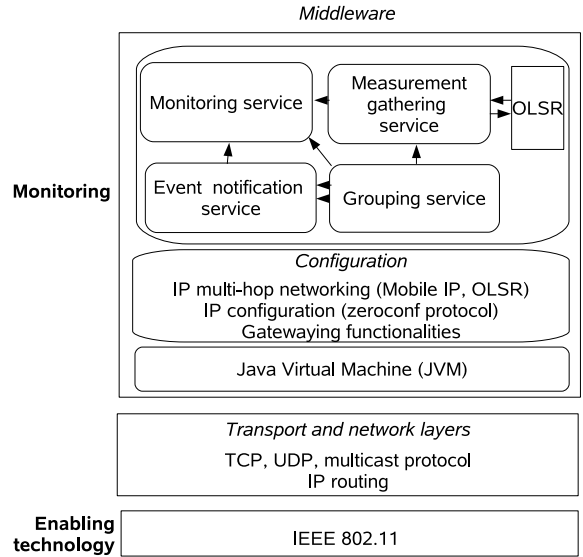 Middleware
Monitoring service
Measurement
gathering
service
OLSR
Monitoring
Event notification
service
Grouping service
Configuration
IP multi-hop networking (Mobile IP, OLSR)
IP configuration (zeroconf protocol)
Gatewaying functionalities
Java Virtual Machine (JVM)
Transport and network layers
TCP, UDP, multicast protocol
IP routing
Enabling
technology
IEEE 802.11